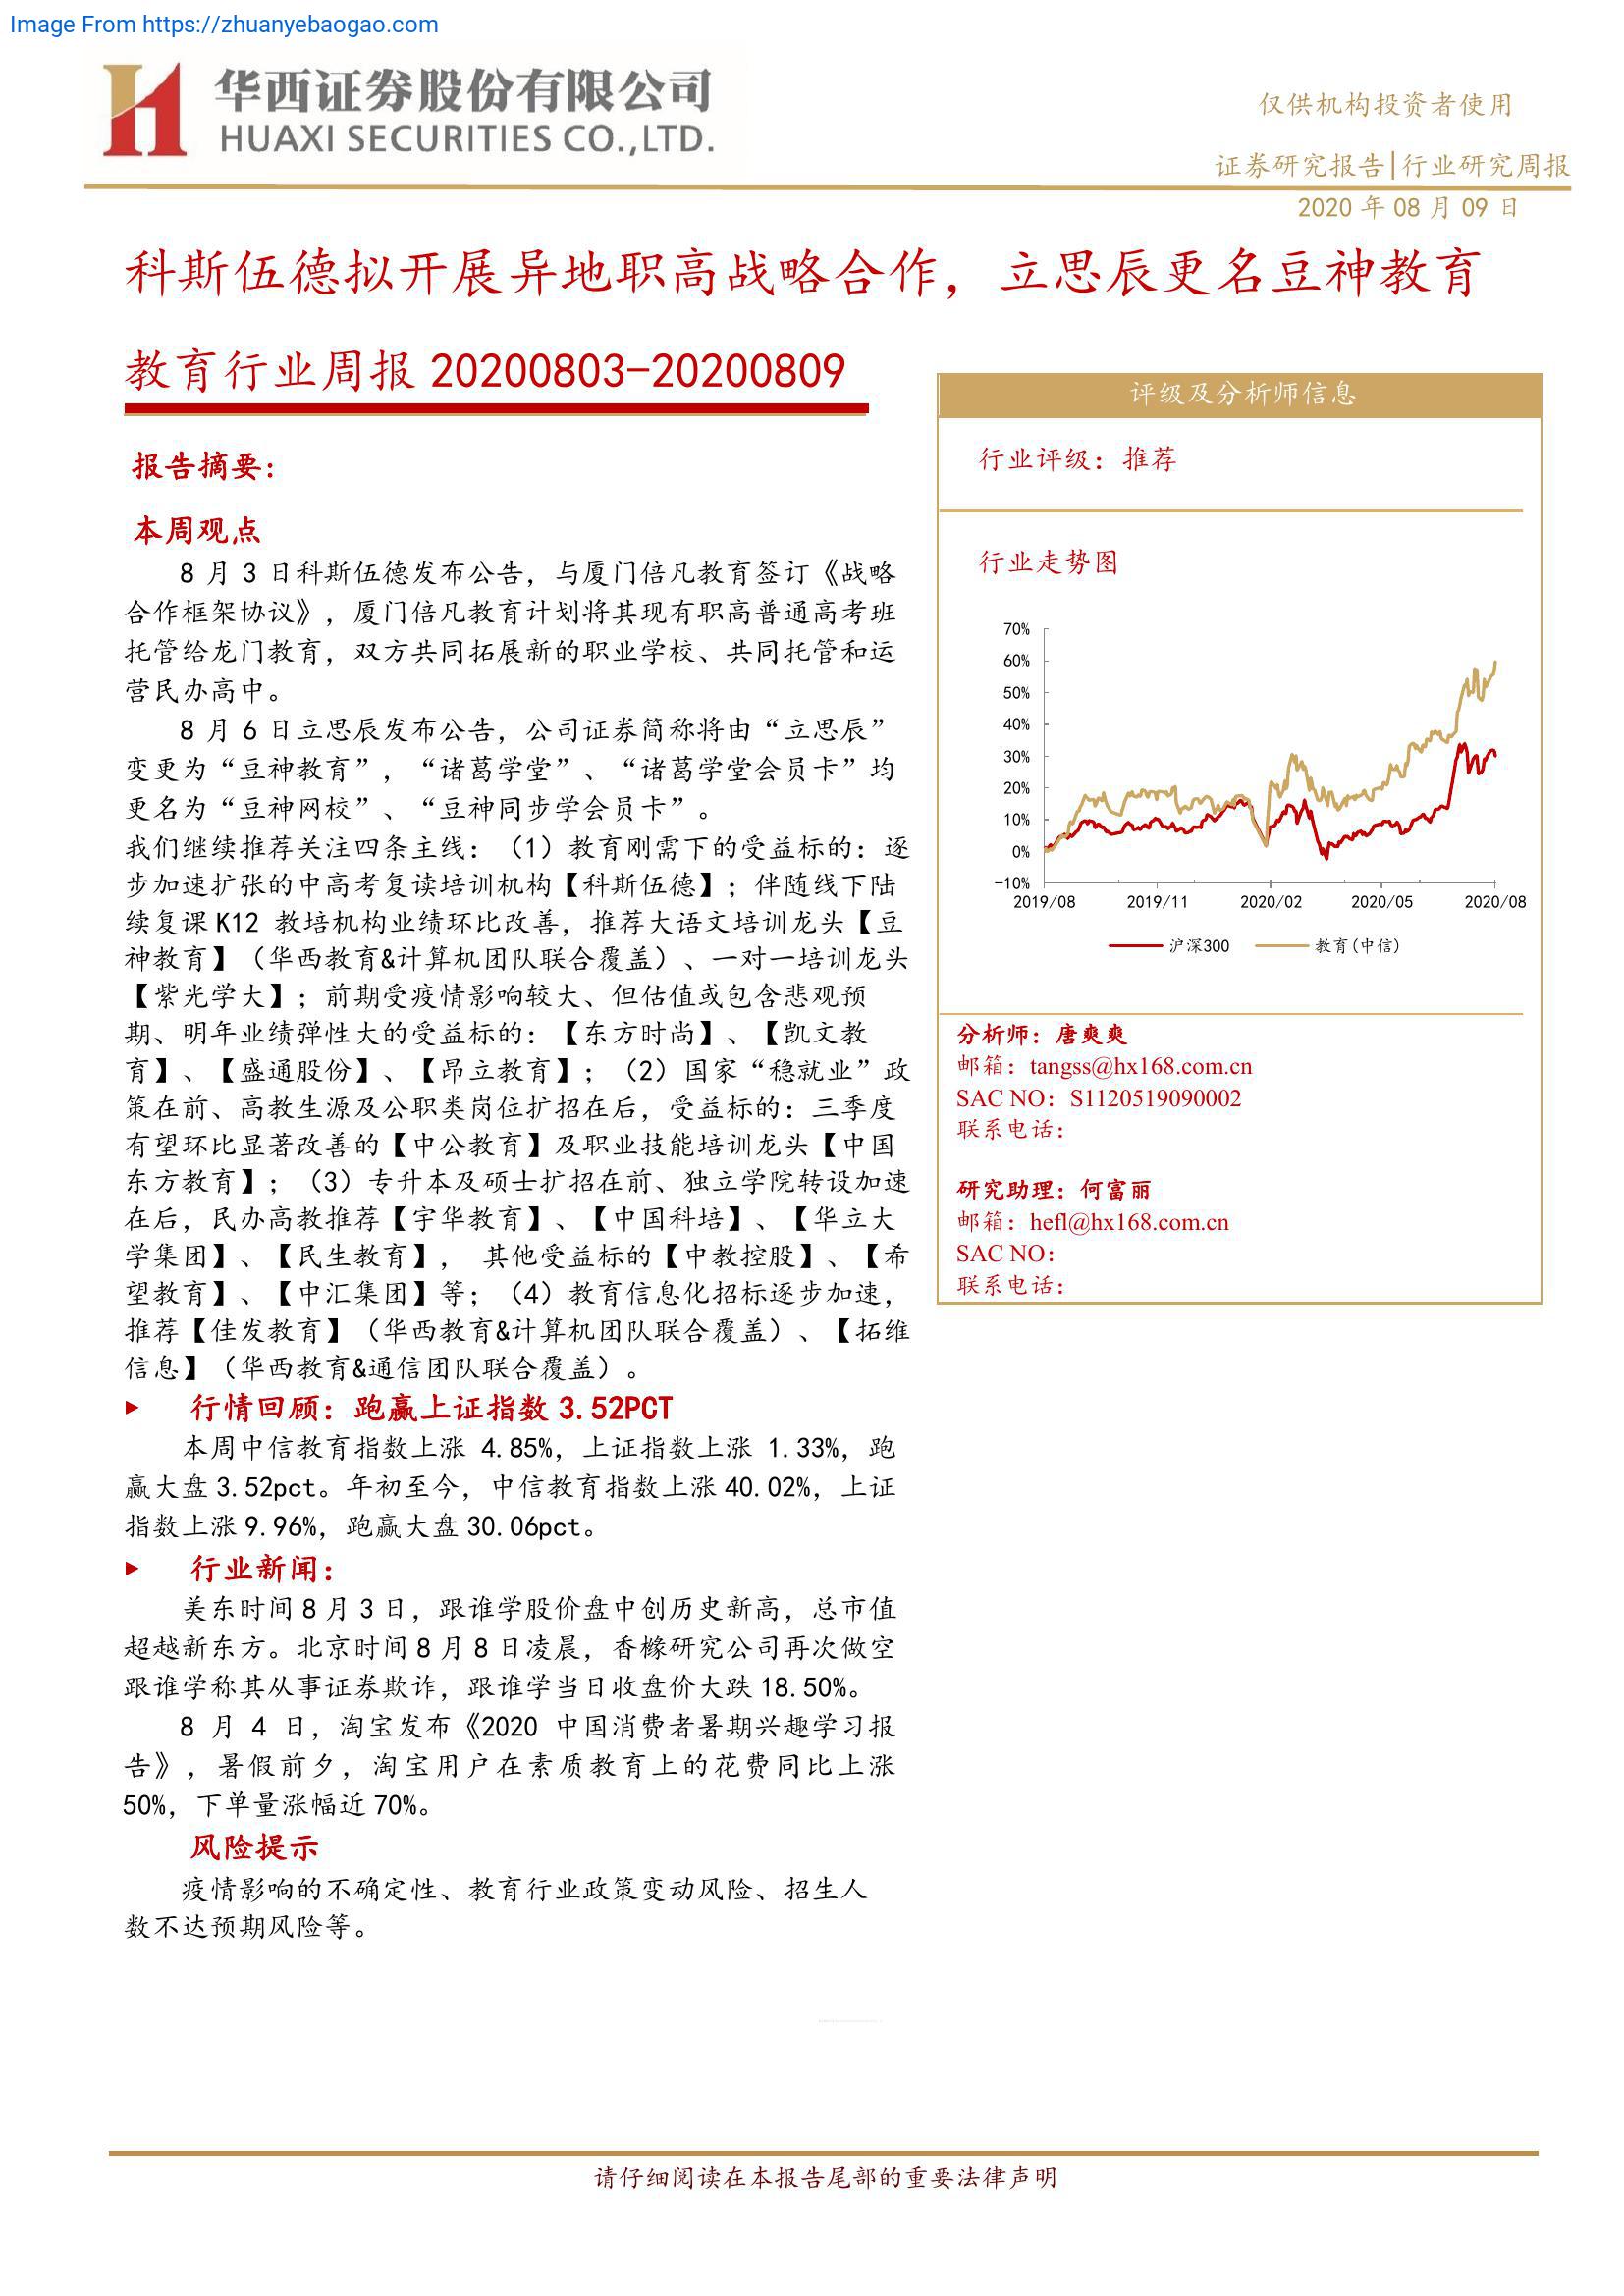 Image From https://zhuanyebaogao.com
华西证券股份有限公司
HUAXI SECURITIES CO.,LTD.
仅供机构投资者使用
证券研究报告|行业研究周报
2020 年 08 月 09 日
科斯伍德拟开展异地职高战略合作，立思辰更名豆神教育
教育行业周报 20200803-20200809
报告摘要：
本周观点
8 月 3 日科斯伍德发布公告，与厦门倍凡教育签订《战略
合作框架协议》，厦门倍凡教育计划将其现有职高普通高考班
托管给龙门教育，双方共同拓展新的职业学校、共同托管和运
营民办高中。
8 月 6 日立思辰发布公告，公司证券简称将由“立思辰”
变更为“豆神教育”，“诸葛学堂”、“诸葛学堂会员卡”均
更名为“豆神网校”、“豆神同步学会员卡”。
我们继续推荐关注四条主线：（1）教育刚需下的受益标的：逐
步加速扩张的中高考复读培训机构【科斯伍德】；伴随线下陆
续复课 K12 教培机构业绩环比改善，推荐大语文培训龙头【豆
神教育】（华西教育&计算机团队联合覆盖）、一对一培训龙头
【紫光学大】；前期受疫情影响较大、但估值或包含悲观预
期、明年业绩弹性大的受益标的：【东方时尚】、【凯文教
育】、【盛通股份】、【昂立教育】；（2）国家“稳就业”政
策在前、高教生源及公职类岗位扩招在后，受益标的：三季度
有望环比显著改善的【中公教育】及职业技能培训龙头【中国
东方教育】；（3）专升本及硕士扩招在前、独立学院转设加速
在后，民办高教推荐【宇华教育】、【中国科培】、【华立大
学集团】、【民生教育】， 其他受益标的【中教控股】、【希
望教育】、【中汇集团】等；（4）教育信息化招标逐步加速，
推荐【佳发教育】（华西教育&计算机团队联合覆盖）、【拓维
信息】（华西教育&通信团队联合覆盖）。
行情回顾：跑赢上证指数 3.52PCT
本周中信教育指数上涨 4.85%，上证指数上涨 1.33%，跑
赢大盘 3.52pct。年初至今，中信教育指数上涨 40.02%，上证
指数上涨 9.96%，跑赢大盘 30.06pct。
行业新闻：
美东时间 8 月 3 日，跟谁学股价盘中创历史新高，总市值
超越新东方。北京时间 8 月 8 日凌晨，香橼研究公司再次做空
跟谁学称其从事证券欺诈，跟谁学当日收盘价大跌 18.50%。
8 月 4 日，淘宝发布《2020 中国消费者暑期兴趣学习报
告》，暑假前夕，淘宝用户在素质教育上的花费同比上涨
50%，下单量涨幅近 70%。
风险提示
疫情影响的不确定性、教育行业政策变动风险、招生人
数不达预期风险等。
评级及分析师信息
行业评级：推荐
行业走势图
70%
60%
50%
40%
30%
20%
10%
0%
-10%
2019/08 2019/11 2020/02 2020/05 2020/08
沪深300 教育(中信)
分析师：唐爽爽
邮箱：tangss@hx168.com.cn
SAC NO：S1120519090002
联系电话：
研究助理：何富丽
邮箱：hefl@hx168.com.cn
SAC NO：
联系电话：
请仔细阅读在本报告尾部的重要法律声明